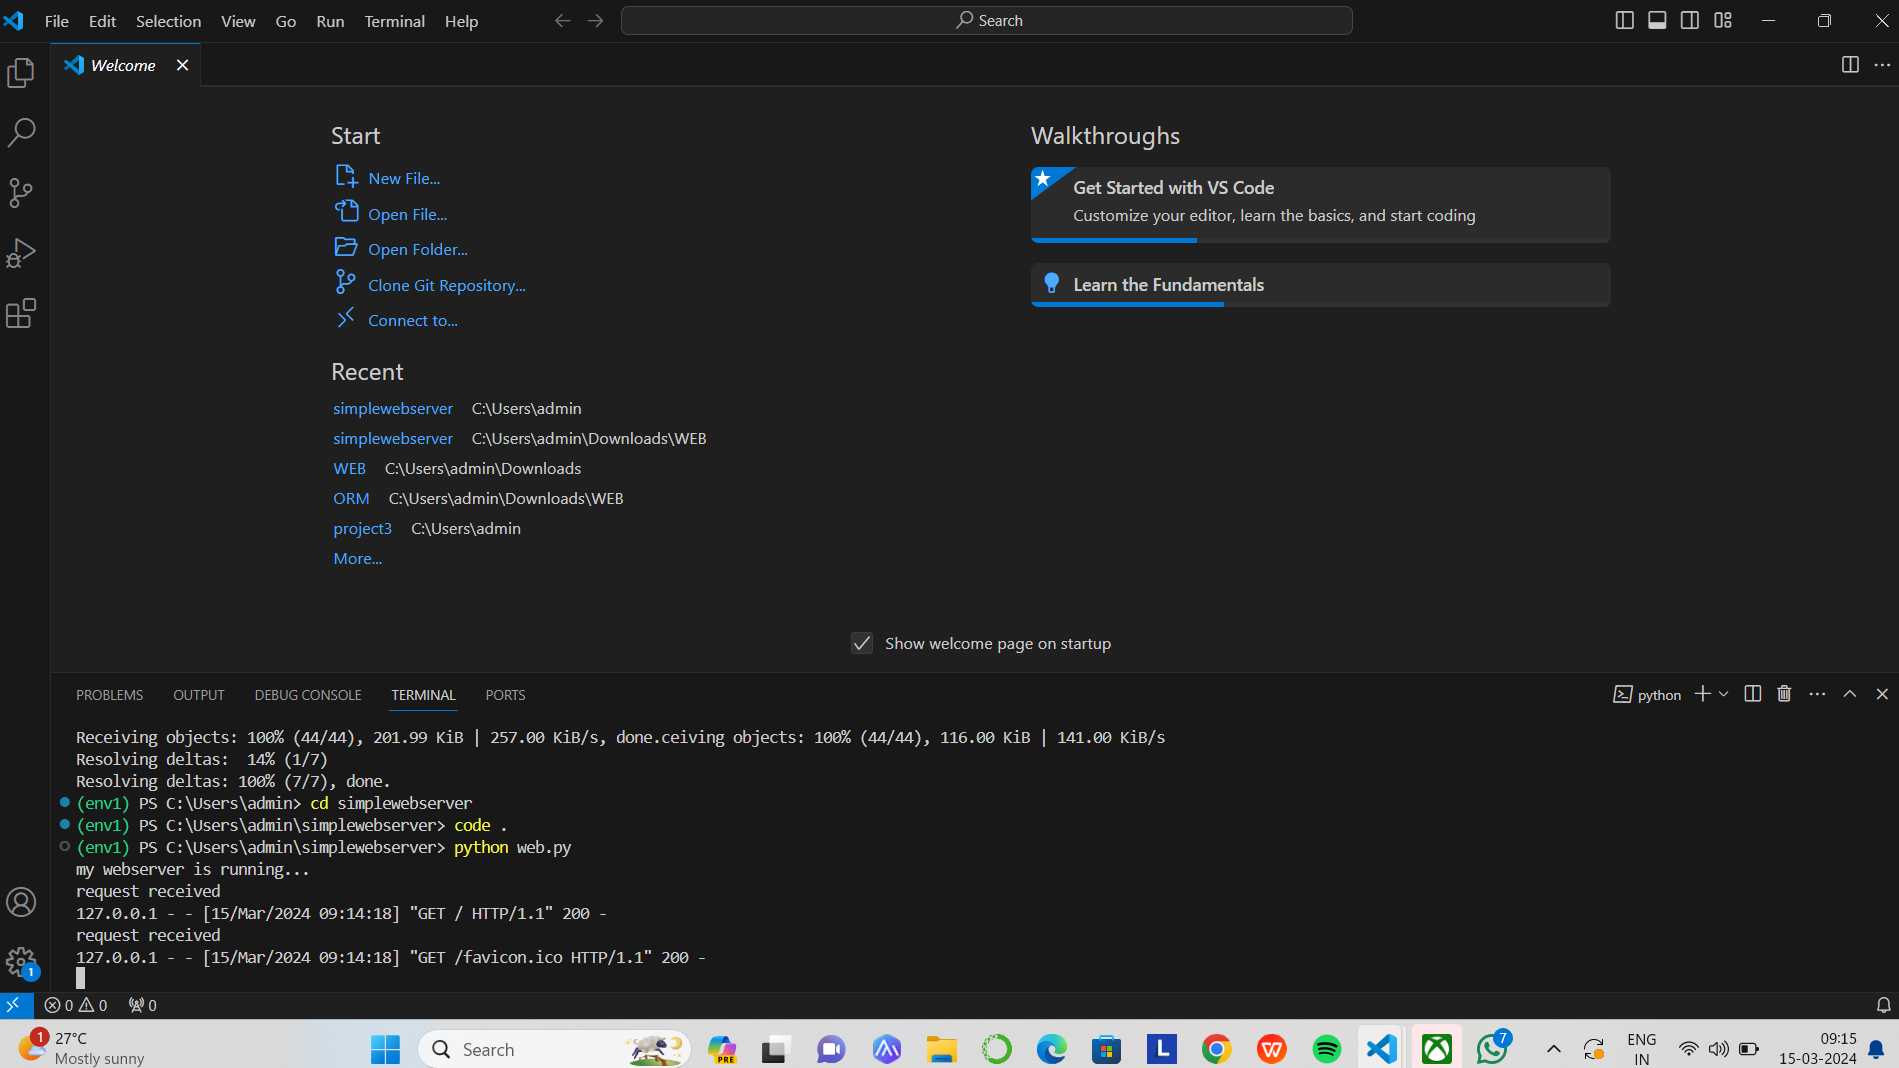 File Edit Selection View Go Run Terminal Help
Search
Welcome
Start
New File...
Open File...
Open Folder...
Clone Git Repository...
Connect to...
Recent
simplewebserver C:\Users\admin
simplewebserver C:\Users\admin\Downloads\WEB
WEB C:\Users\admin\Downloads
ORM C:\Users\admin\Downloads\WEB
project3 C:\Users\admin
More...
Walkthroughs
Get Started with VS Code
Customize your editor, learn the basics, and start coding
Learn the Fundamentals
Show welcome page on startup
PROBLEMS OUTPUT DEBUG CONSOLE TERMINAL PORTS
python
Receiving objects: 100% (44/44), 201.99 KiB | 257.00 KiB/s, done.ceiving objects: 100% (44/44), 116.00 KiB | 141.00 KiB/s
Resolving deltas:  14% (1/7)
Resolving deltas: 100% (7/7), done.
(env1) PS C:\Users\admin> cd simplewebserver
(env1) PS C:\Users\admin\simplewebserver> code .
(env1) PS C:\Users\admin\simplewebserver> python web.py
my webserver is running...
request received
127.0.0.1 - - [15/Mar/2024 09:14:18] "GET / HTTP/1.1" 200 -
request received
127.0.0.1 - - [15/Mar/2024 09:14:18] "GET /favicon.ico HTTP/1.1" 200 -
1
0 0 0
1
27°C
Mostly sunny
Search
PRE
L
W
7
ENG
IN
09:15
15-03-2024